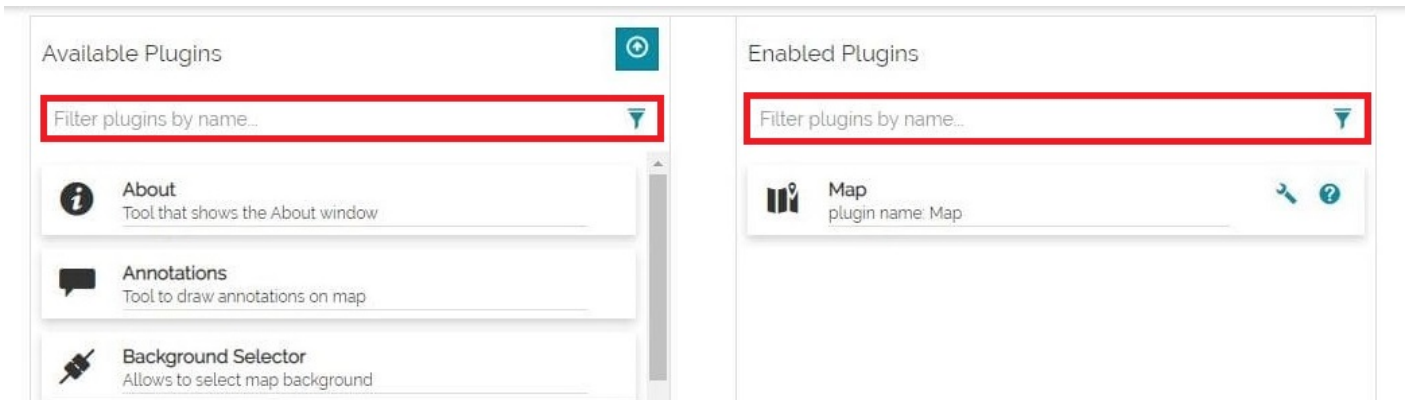 Available Plugins
Filter plugins by name...
About
Tool that shows the About window
Annotations
Tool to draw annotations on map
Background Selector
Allows to select map background
Enabled Plugins
Filter plugins by name...
Map
plugin name: Map